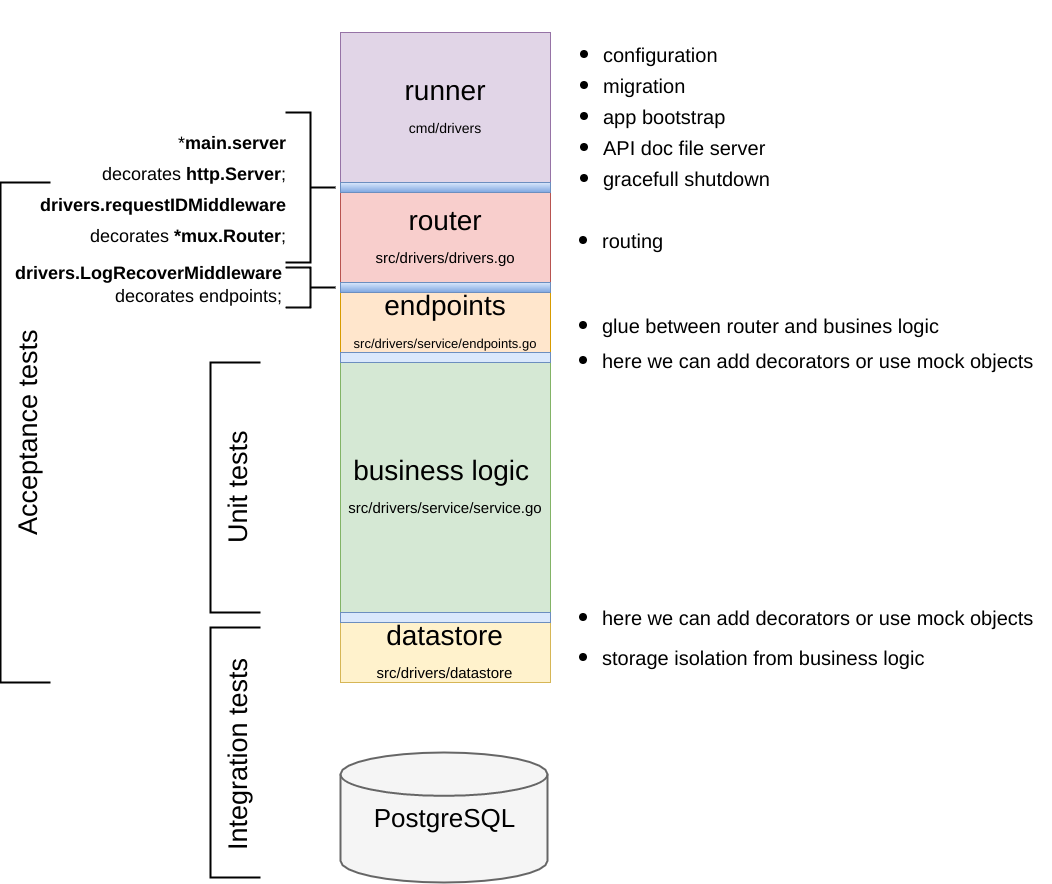 runner
cmd/drivers
configuration
migration
app bootstrap
API doc file server
gracefull shutdown
*main.server
decorates http.Server;
drivers.requestIDMiddleware
decorates *mux.Router;
router
src/drivers/drivers.go
routing
drivers.LogRecoverMiddleware
decorates endpoints;
endpoints
src/drivers/service/endpoints.go
glue between router and busines logic
here we can add decorators or use mock objects
Acceptance tests
Unit tests
business logic
src/drivers/service/service.go
here we can add decorators or use mock objects
datastore
src/drivers/datastore
storage isolation from business logic
Integration tests
PostgreSQL